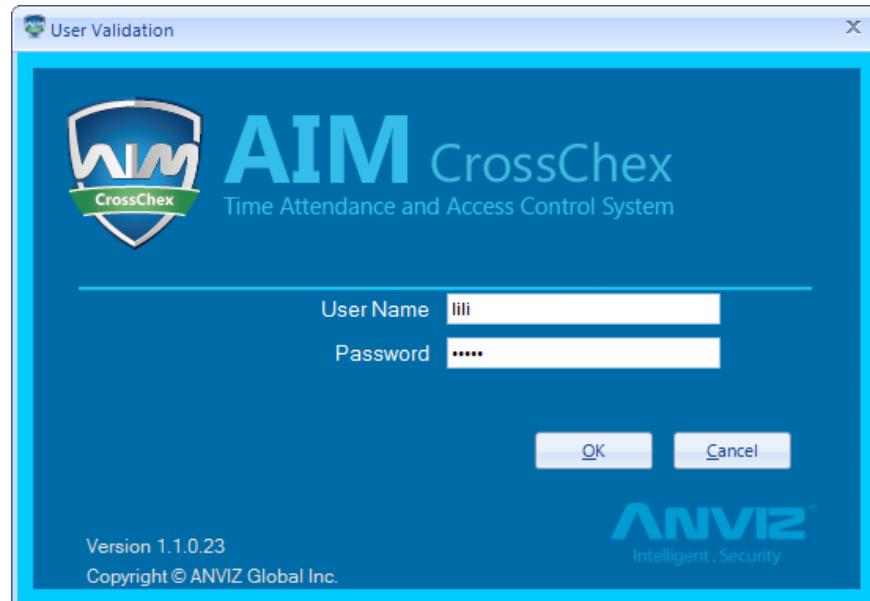 User Validation
AIM
CrossChex
AIM CrossChex
Time Attendance and Access Control System
User Name lili
Password •••••
OK Cancel
ANVIZ®
Intelligent . Security
Version 1.1.0.23
Copyright © ANVIZ Global Inc.